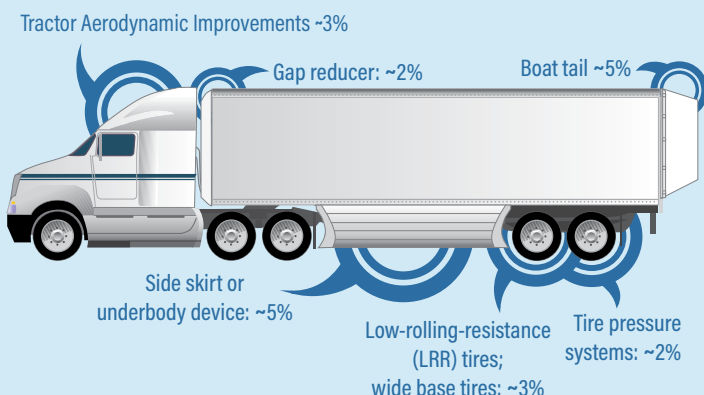 Tractor Aerodynamic Improvements ~3%
Gap reducer: ~2%
Boat tail ~5%
Side skirt or
underbody device: ~5%
Low-rolling-resistance
(LRR) tires;
wide base tires: ~3%
Tire pressure
systems: ~2%